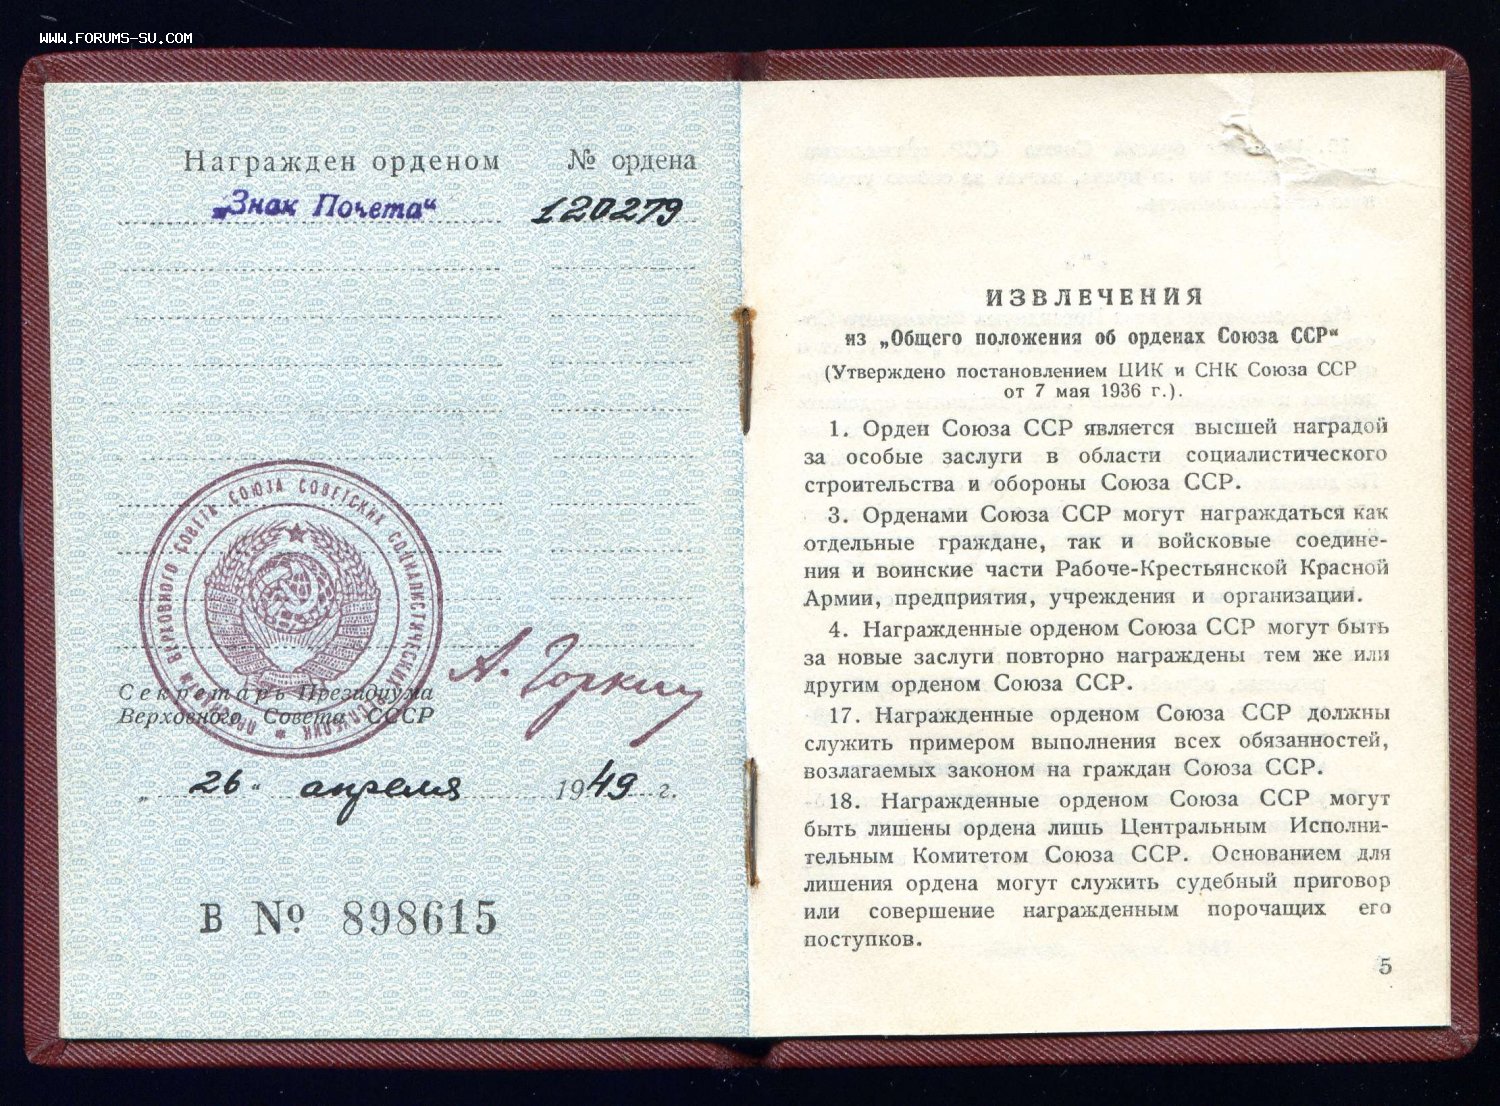 www.forums-su.com
Награжден орденом № ордена
„Знак Почета“ 120279
ПРЕЗИДИУМ ВЕРХОВНОГО СОВЕТА СОЮЗА СОВЕТСКИХ СОЦИАЛИСТИЧЕСКИХ РЕСПУБЛИК
Секретарь Президиума
Верховного Совета СССР
А. Горкин
„26“ апреля 1949 г.
В № 898615
ИЗВЛЕЧЕНИЯ
из „Общего положения об орденах Союза ССР“
(Утверждено постановлением ЦИК и СНК Союза ССР
от 7 мая 1936 г.).
1. Орден Союза ССР является высшей наградой
за особые заслуги в области социалистического
строительства и обороны Союза ССР.
3. Орденами Союза ССР могут награждаться как
отдельные граждане, так и войсковые соедине-
ния и воинские части Рабоче-Крестьянской Красной
Армии, предприятия, учреждения и организации.
4. Награжденные орденом Союза ССР могут быть
за новые заслуги повторно награждены тем же или
другим орденом Союза ССР.
17. Награжденные орденом Союза ССР должны
служить примером выполнения всех обязанностей,
возлагаемых законом на граждан Союза ССР.
18. Награжденные орденом Союза ССР могут
быть лишены ордена лишь Центральным Исполни-
тельным Комитетом Союза ССР. Основанием для
лишения ордена могут служить судебный приговор
или совершение награжденным порочащих его
поступков.
5